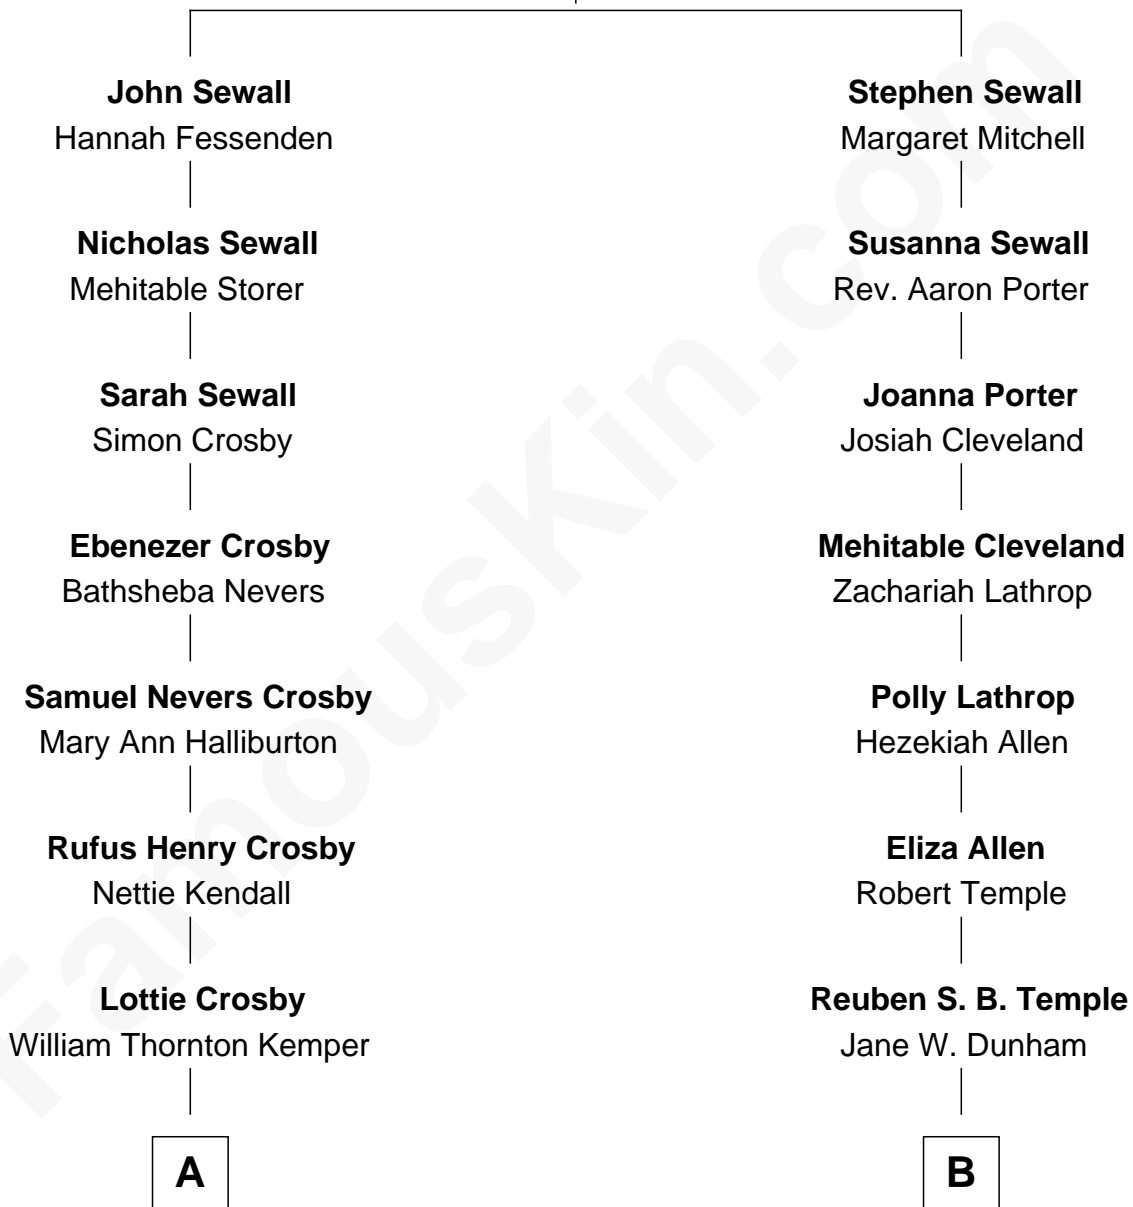 John Sewall
Hannah Fessenden
Nicholas Sewall
Mehitable Storer
Sarah Sewall
Simon Crosby
Ebenezer Crosby
Bathsheba Nevers
Samuel Nevers Crosby
Mary Ann Halliburton
Rufus Henry Crosby
Nettie Kendall
Lottie Crosby
William Thornton Kemper
A
Stephen Sewall
Margaret Mitchell
Susanna Sewall
Rev. Aaron Porter
Joanna Porter
Josiah Cleveland
Mehitable Cleveland
Zachariah Lathrop
Polly Lathrop
Hezekiah Allen
Eliza Allen
Robert Temple
Reuben S. B. Temple
Jane W. Dunham
B
FamousKin.com